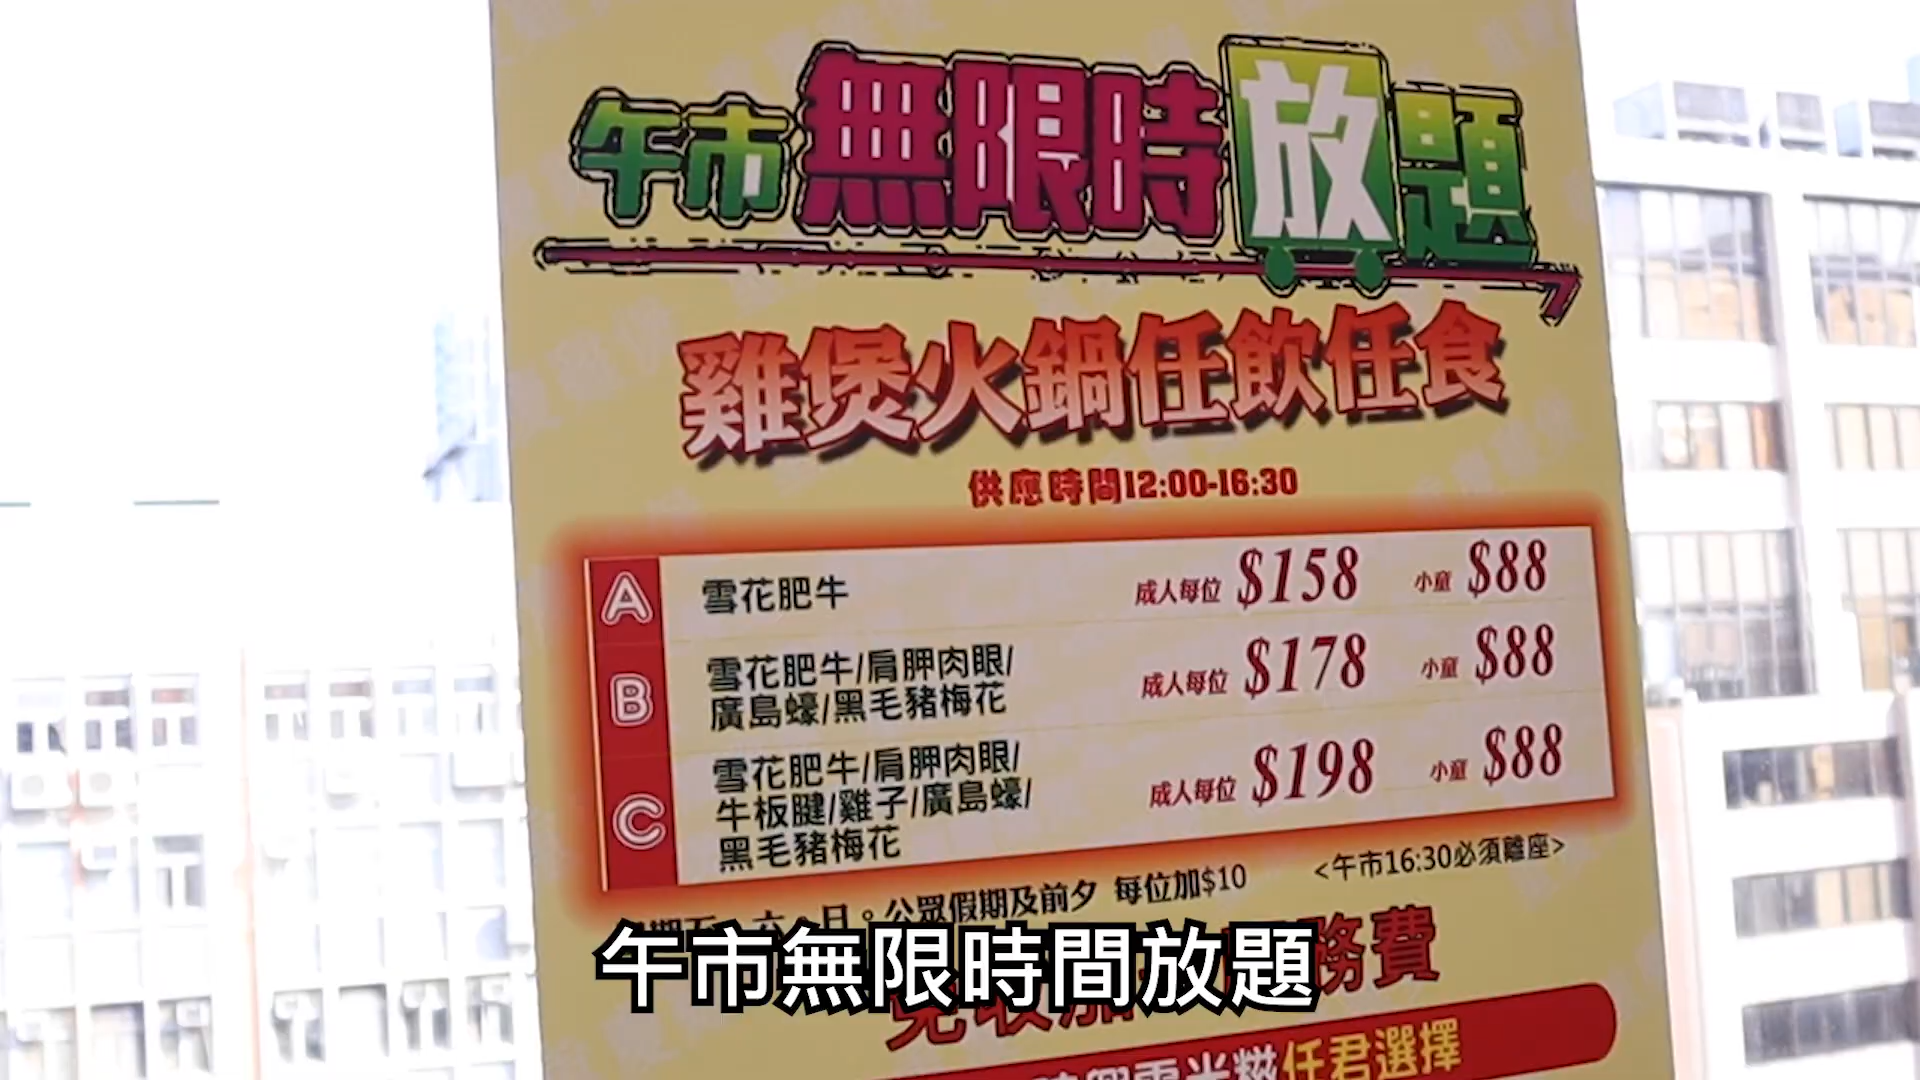 午市無限時放題
雞煲火鍋任飲任食
供應時間12:00-16:30
A 雪花肥牛 成人每位 $158 小童 $88
B 雪花肥牛/肩胛肉眼/ 成人每位 $178 小童 $88
廣島蠔/黑毛豬梅花
C 雪花肥牛/肩胛肉眼/ 成人每位 $198 小童 $88
牛板腱/雞子/廣島蠔/
黑毛豬梅花
<午市16:30必須離座>
日。公眾假期及前夕 每位加$10
務費
午市無限時間放題
任君選擇